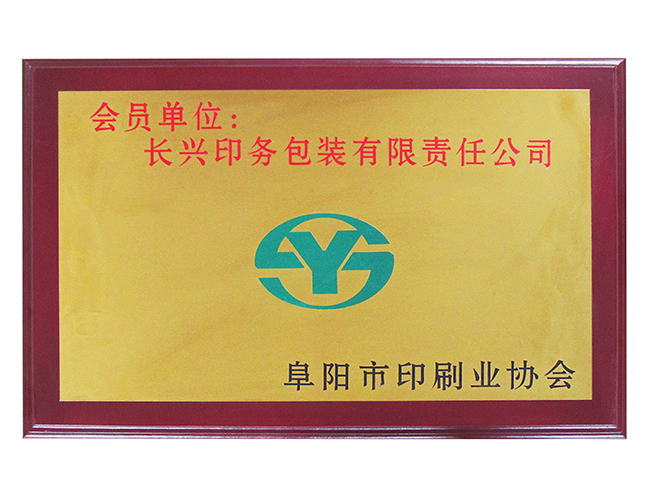 会员单位：
长兴印务包装有限责任公司
YS
阜阳市印刷业协会